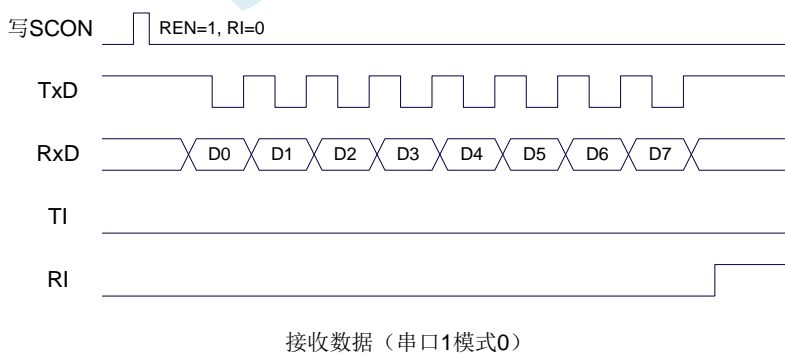 写SCON REN=1, RI=0
TxD
RxD D0 D1 D2 D3 D4 D5 D6 D7
TI
RI
接收数据（串口1模式0）